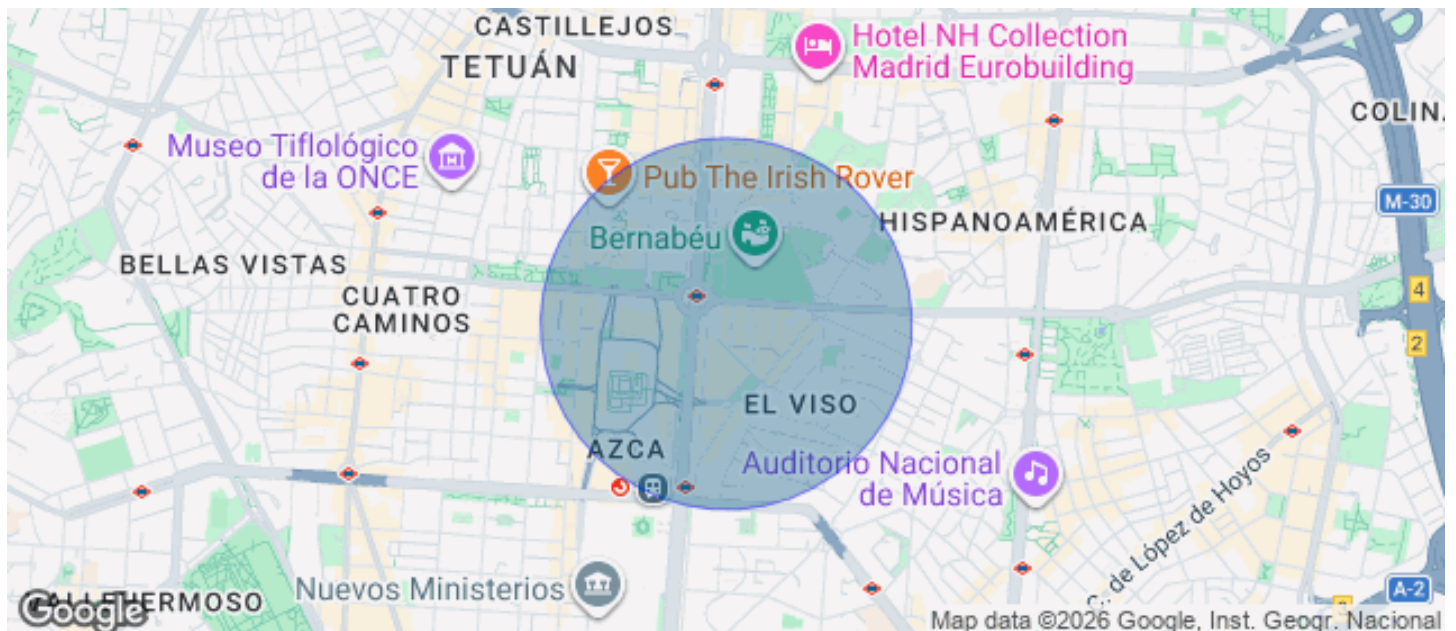 CASTILLEJOS
TETUÁN
Hotel NH Collection
Madrid Eurobuilding
COLIN
Museo Tiflológico
de la ONCE
Pub The Irish Rover
M-30
HISPANOAMÉRICA
Bernabéu
BELLAS VISTAS
CUATRO
CAMINOS
4
2
EL VISO
AZCA
Auditorio Nacional
de Música
C. de López de Hoyos
Nuevos Ministerios
A-2
Google
ALLEHERMOSO
Map data ©2026 Google, Inst. Geogr. Nacional